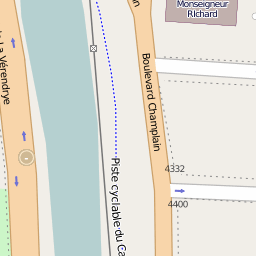 Monseigneur
Richard
La Vérendrye
Boulevard Champlain
4332
4400
Piste cyclable du Ca